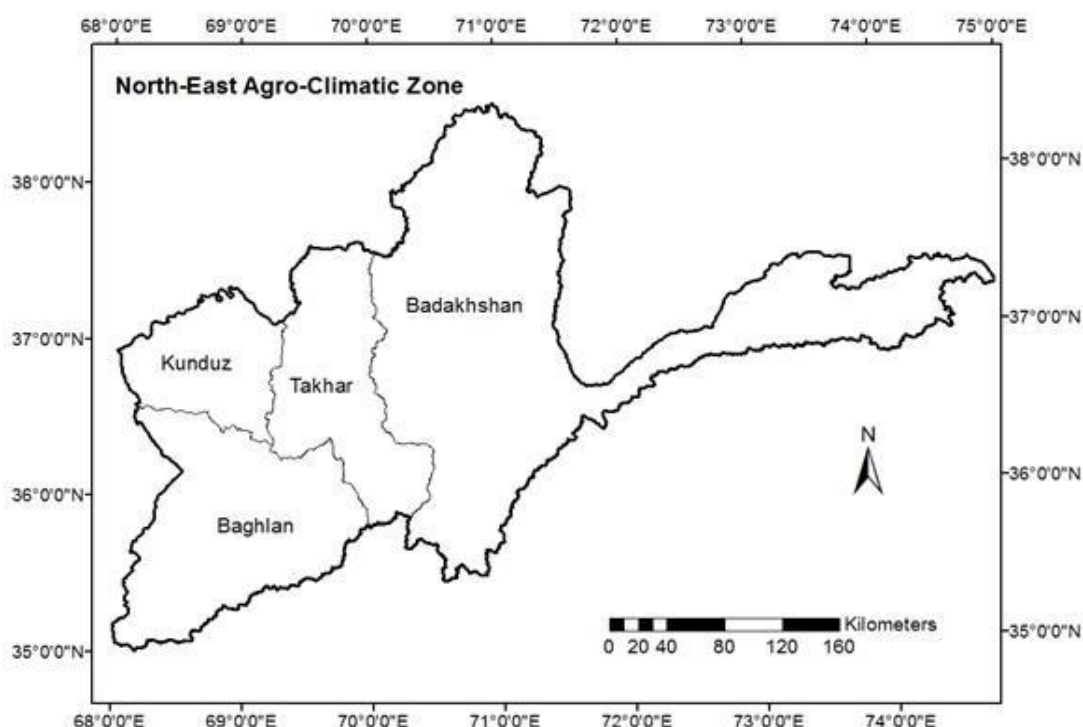 68°0'0"E 69°0'0"E 70°0'0"E 71°0'0"E 72°0'0"E 73°0'0"E 74°0'0"E 75°0'0"E
North-East Agro-Climatic Zone
38°0'0"N
38°0'0"N
Badakhshan
37°0'0"N
37°0'0"N
Kunduz
Takhar
N
36°0'0"N
36°0'0"N
Baghlan
Kilometers
0 20 40 80 120 160
35°0'0"N
35°0'0"N
68°0'0"E 69°0'0"E 70°0'0"E 71°0'0"E 72°0'0"E 73°0'0"E 74°0'0"E